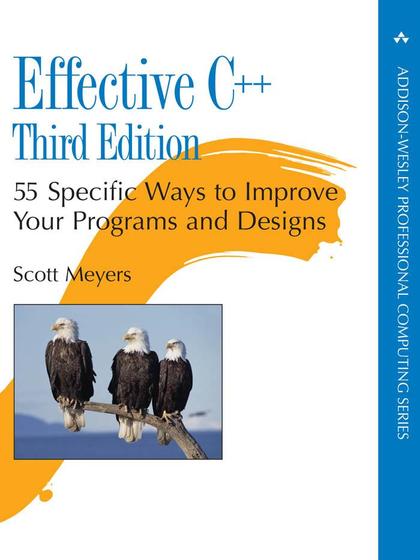 Effective C++
Third Edition
55 Specific Ways to Improve
Your Programs and Designs
Scott Meyers
ADDISON-WESLEY PROFESSIONAL COMPUTING SERIES